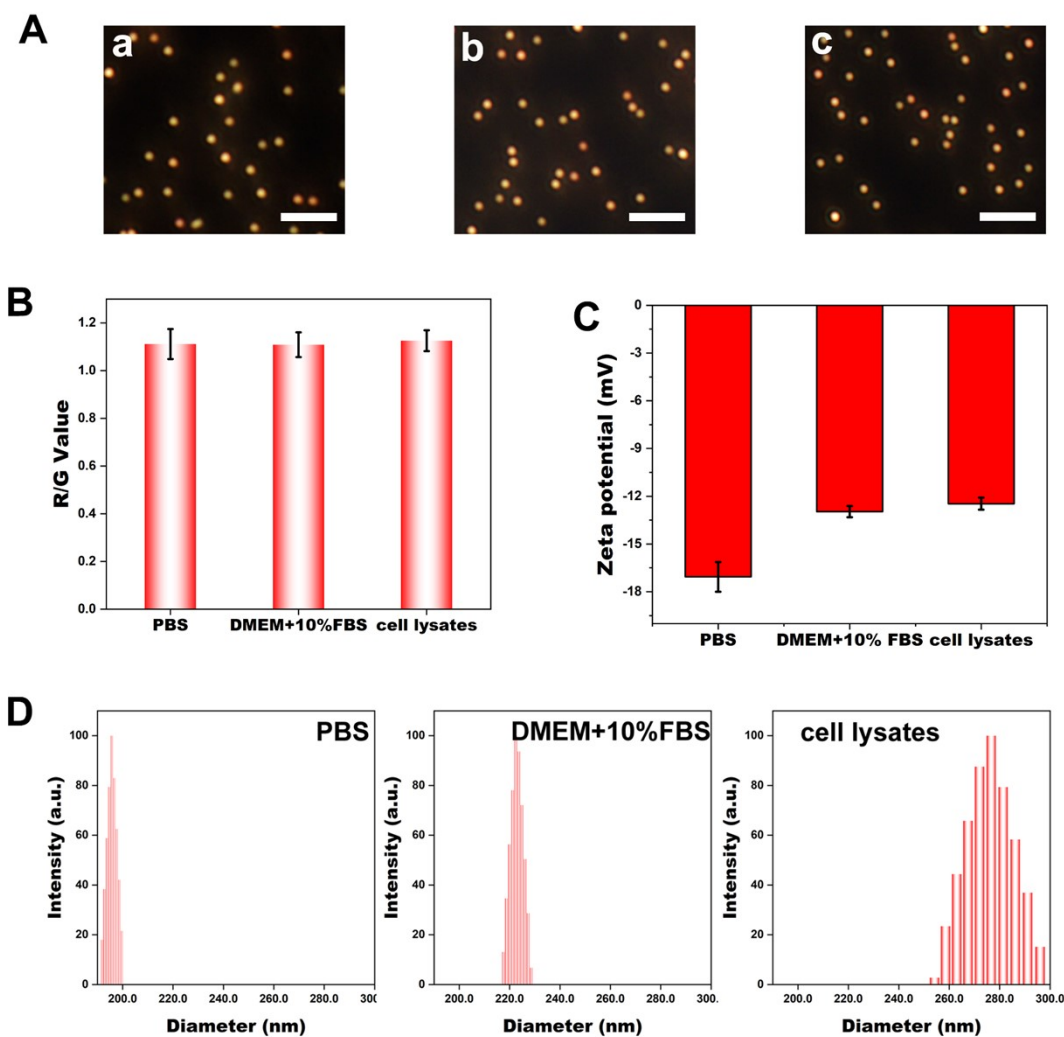 A
a
b
c
B
R/G Value
1.2
1.0
0.8
0.6
0.4
0.2
0.0
PBS DMEM+10%FBS cell lysates
C
Zeta potential (mV)
0
-3
-6
-9
-12
-15
-18
PBS DMEM+10% FBS cell lysates
D
PBS
Intensity (a.u.)
100
80
60
40
20
0
200.0 220.0 240.0 260.0 280.0 300
Diameter (nm)
DMEM+10%FBS
Intensity (a.u.)
100
80
60
40
20
0
200.0 220.0 240.0 260.0 280.0 300.
Diameter (nm)
cell lysates
Intensity (a.u.)
100
80
60
40
20
0
200.0 220.0 240.0 260.0 280.0 300.0
Diameter (nm)